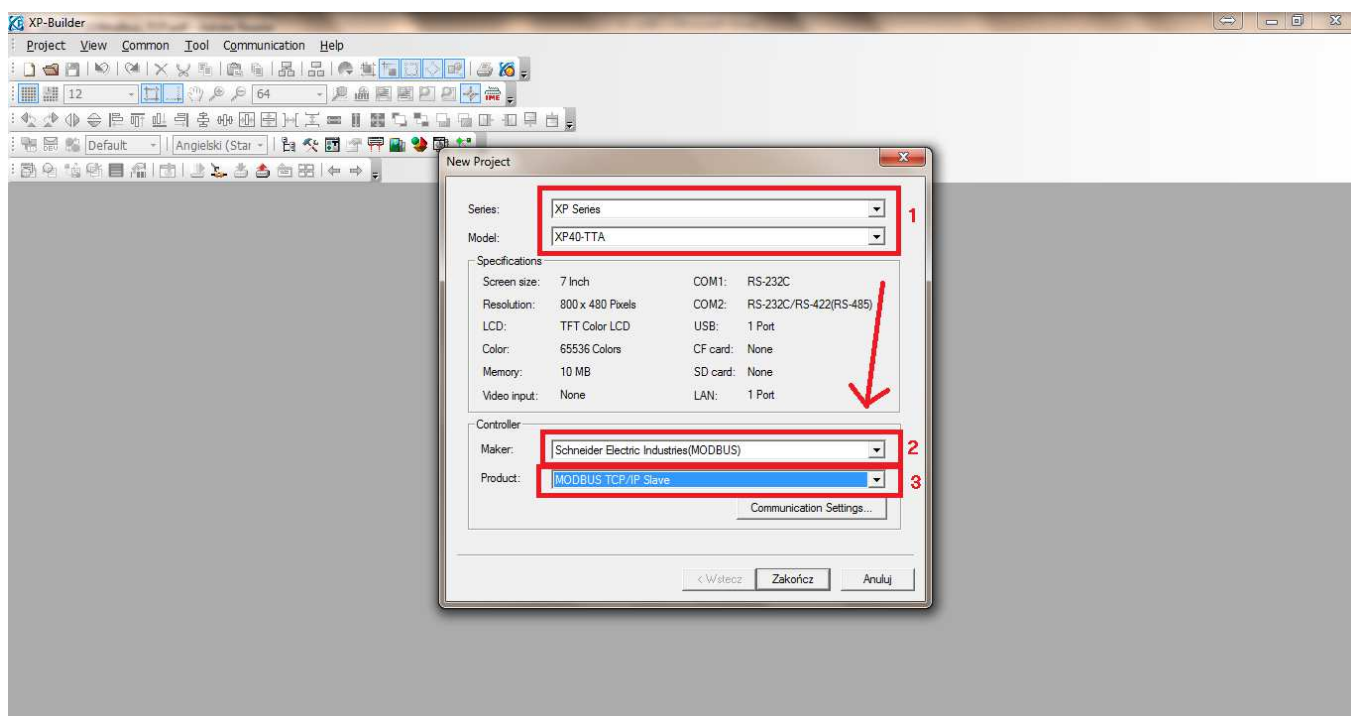 XP-Builder
Project View Common Tool Communication Help
12 64
IME
Default Angielski (Star
New Project
Series: XP Series 1
Model: XP40-TTA
Specifications
Screen size: 7 Inch COM1: RS-232C
Resolution: 800 x 480 Pixels COM2: RS-232C/RS-422(RS-485)
LCD: TFT Color LCD USB: 1 Port
Color: 65536 Colors CF card: None
Memory: 10 MB SD card: None
Video input: None LAN: 1 Port
Controller
Maker: Schneider Electric Industries(MODBUS) 2
Product: MODBUS TCP/IP Slave 3
Communication Settings...
< Wstecz Zakończ Anuluj